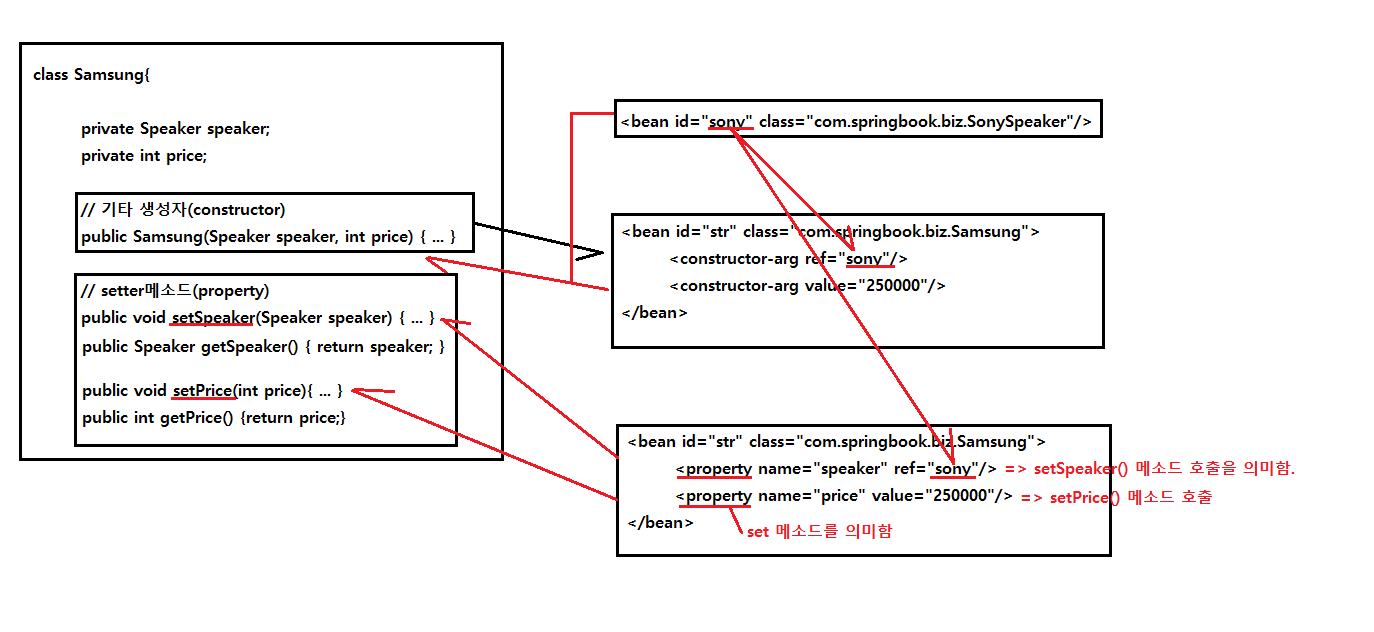 class Samsung{
private Speaker speaker;
private int price;
// 기타 생성자(constructor)
public Samsung(Speaker speaker, int price) { ... }
// setter메소드(property)
public void setSpeaker(Speaker speaker) { ... }
public Speaker getSpeaker() { return speaker; }
public void setPrice(int price){ ... }
public int getPrice() {return price;}
<bean id="sony" class="com.springbook.biz.SonySpeaker"/>
<bean id="str" class="com.springbook.biz.Samsung">
<constructor-arg ref="sony"/>
<constructor-arg value="250000"/>
</bean>
<bean id="str" class="com.springbook.biz.Samsung">
<property name="speaker" ref="sony"/> => setSpeaker() 메소드 호출을 의미함.
<property name="price" value="250000"/> => setPrice() 메소드 호출
</bean>
set 메소드를 의미함